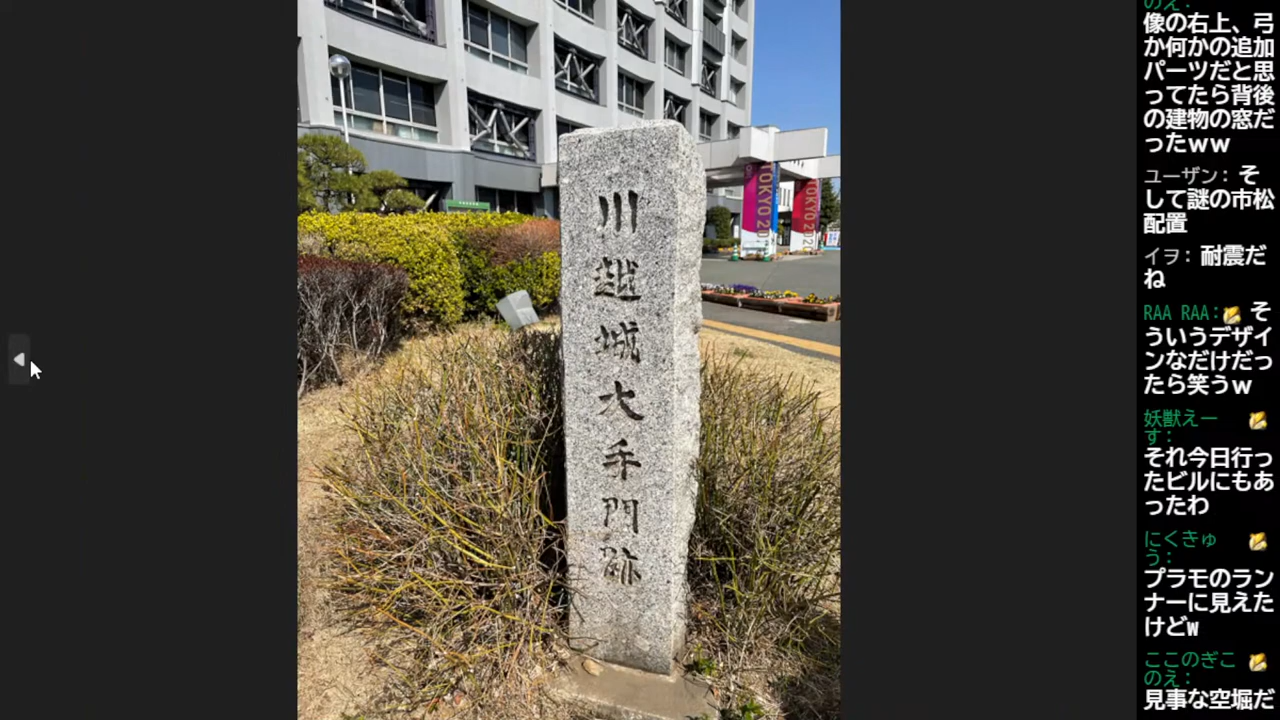 川越城大手門跡
TOKYO 202
TOKYO 202
のえ:
像の右上、弓
か何かの追加
パーツだと思
ってたら背後
の建物の窓だ
ったww
ユーザン: そ
して謎の市松
配置
イヲ: 耐震だ
ね
RAA RAA: そ
ういうデザイ
ンなだけだっ
たら笑うw
妖獣えー
す:
それ今日行っ
たビルにもあ
ったわ
にくきゅ
う:
プラモのラン
ナーに見えた
けどw
ここのぎこ
のえ:
見事な空堀だ